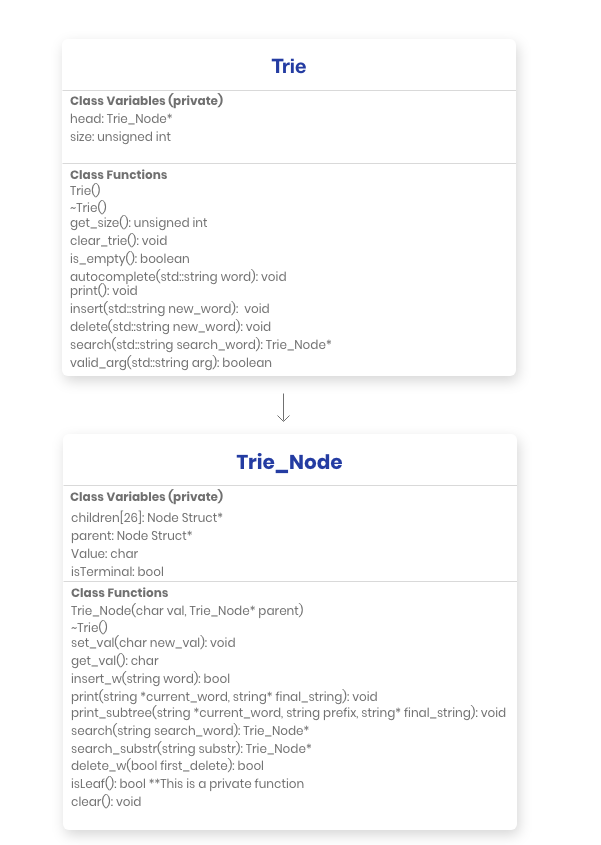 Trie
Class Variables (private)
head: Trie_Node*
size: unsigned int
Class Functions
Trie()
~Trie()
get_size(): unsigned int
clear_trie(): void
is_empty(): boolean
autocomplete(std::string word): void
print(): void
insert(std::string new_word):  void
delete(std::string new_word): void
search(std::string search_word): Trie_Node*
valid_arg(std::string arg): boolean
Trie_Node
Class Variables (private)
children[26]: Node Struct*
parent: Node Struct*
Value: char
isTerminal: bool
Class Functions
Trie_Node(char val, Trie_Node* parent)
~Trie()
set_val(char new_val): void
get_val(): char
insert_w(string word): bool
print(string *current_word, string* final_string): void
print_subtree(string *current_word, string prefix, string* final_string): void
search(string search_word): Trie_Node*
search_substr(string substr): Trie_Node*
delete_w(bool first_delete): bool
isLeaf(): bool **This is a private function
clear(): void